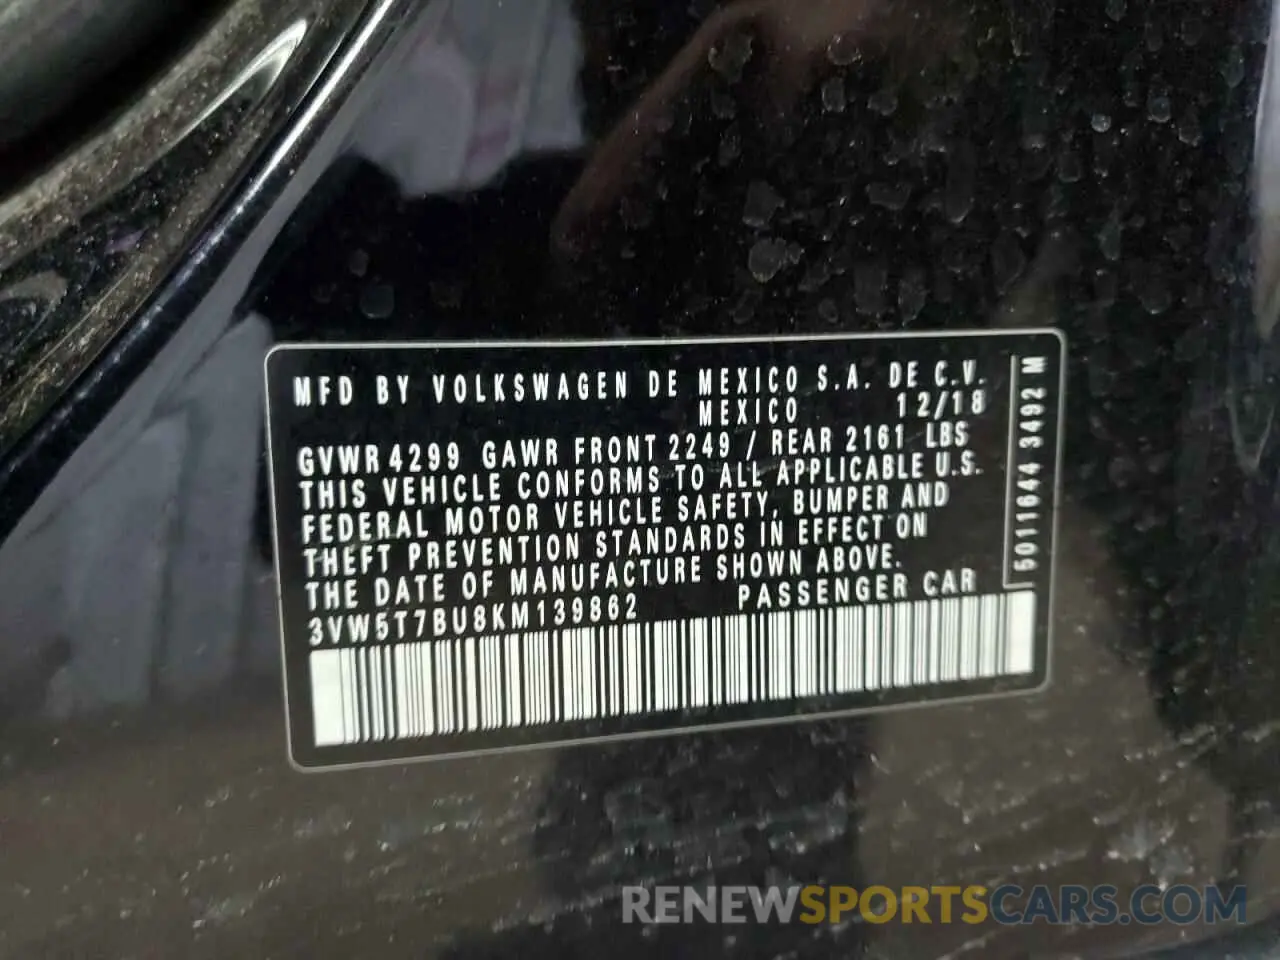 MFD BY VOLKSWAGEN DE MEXICO S.A. DE C.V.
MEXICO 12/18
GVWR 4299 GAWR FRONT 2249 / REAR 2161 LBS
THIS VEHICLE CONFORMS TO ALL APPLICABLE U.S.
FEDERAL MOTOR VEHICLE SAFETY, BUMPER AND
THEFT PREVENTION STANDARDS IN EFFECT ON
THE DATE OF MANUFACTURE SHOWN ABOVE.
3VW5T7BU8KM139862 PASSENGER CAR
5011644 3492 M
RENEWSPORTSCARS.COM